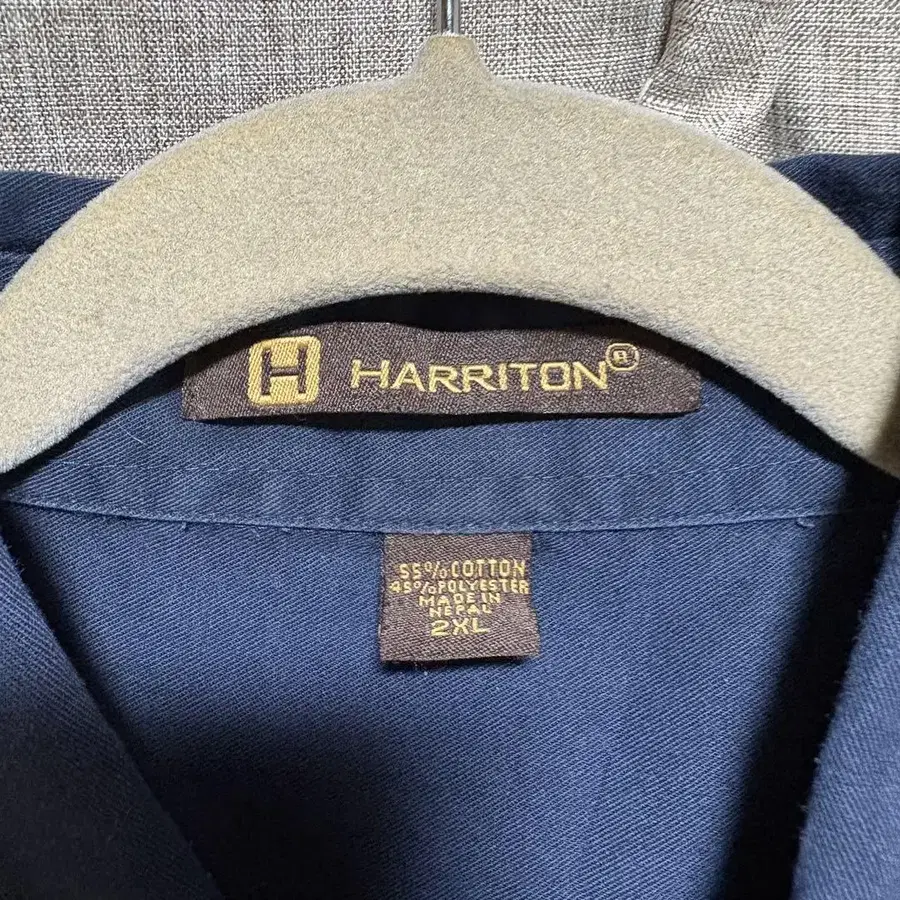 H HARRITON®
55% COTTON
45% POLYESTER
MADE IN
NEPAL
2XL